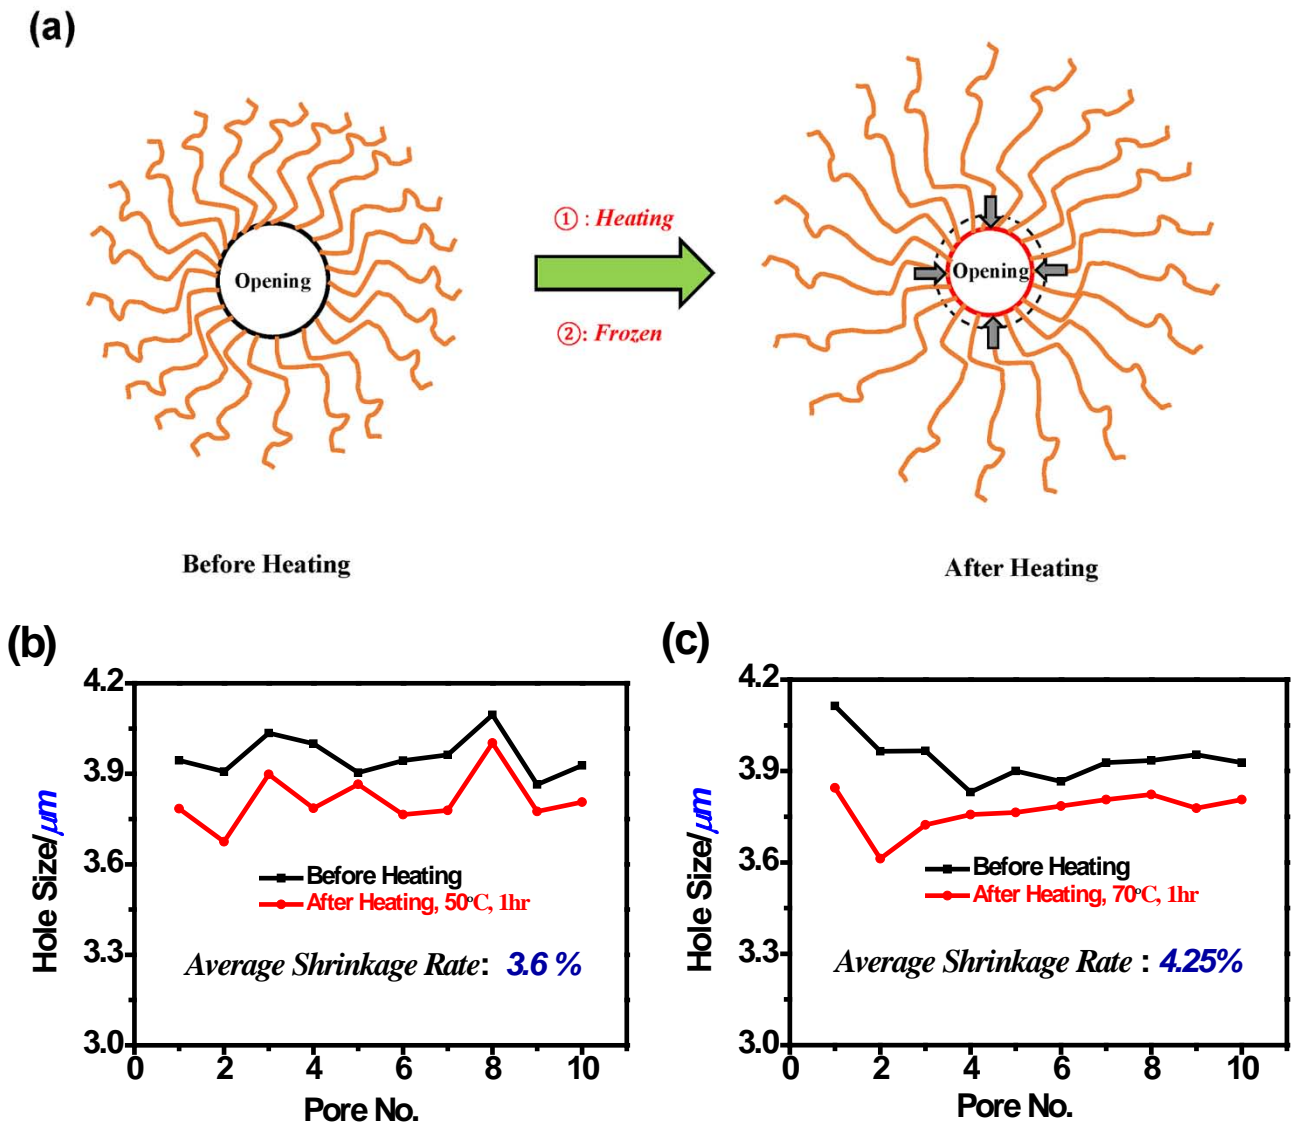 (a)
① : Heating
Opening
Opening
②: Frozen
Before Heating
After Heating
(b)
4.2
3.9
3.6
3.3
3.0
Hole Size/μm
Before Heating
After Heating, 50°C, 1hr
Average Shrinkage Rate: 3.6 %
0 2 4 6 8 10
Pore No.
(c)
4.2
3.9
3.6
3.3
3.0
Hole Size/μm
Before Heating
After Heating, 70°C, 1hr
Average Shrinkage Rate : 4.25%
0 2 4 6 8 10
Pore No.